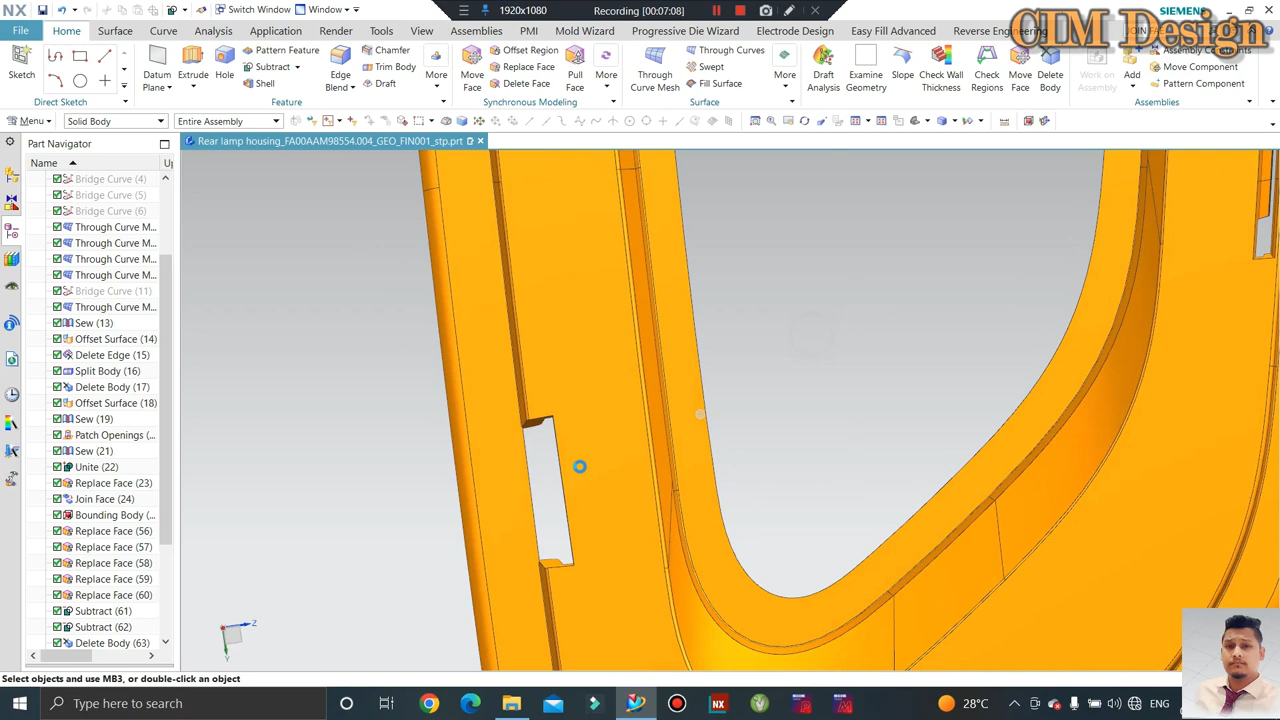 NX
Switch Window
Window
1920x1080
Recording [00:07:08]
SIEMENS
CIM Design
File
Home
Surface
Curve
Analysis
Application
Render
Tools
View
Assemblies
PMI
Mold Wizard
Progressive Die Wizard
Electrode Design
Easy Fill Advanced
Reverse Engineering
Sketch
Direct Sketch
Datum Plane
Extrude
Hole
Pattern Feature
Subtract
Shell
Edge Blend
Chamfer
Trim Body
Draft
More
Feature
Move Face
Offset Region
Replace Face
Delete Face
Pull Face
More
Synchronous Modeling
Through Curve Mesh
Through Curves
Swept
Fill Surface
More
Surface
Draft Analysis
Examine Geometry
Slope
Check Wall Thickness
Check Regions
Move Face
Delete Body
Work on Assembly
Add
Assembly Constraints
Move Component
Pattern Component
Assemblies
Menu
Solid Body
Entire Assembly
Part Navigator
Rear lamp housing_FA00AAM98554.004_GEO_FIN001_stp.prt
Name
Up
Bridge Curve (4)
Bridge Curve (5)
Bridge Curve (6)
Through Curve M...
Through Curve M...
Through Curve M...
Through Curve M...
Bridge Curve (11)
Through Curve M...
Sew (13)
Offset Surface (14)
Delete Edge (15)
Split Body (16)
Delete Body (17)
Offset Surface (18)
Sew (19)
Patch Openings (...
Sew (21)
Unite (22)
Replace Face (23)
Join Face (24)
Bounding Body (...
Replace Face (56)
Replace Face (57)
Replace Face (58)
Replace Face (59)
Replace Face (60)
Subtract (61)
Subtract (62)
Delete Body (63)
Z
Y
Select objects and use MB3, or double-click an object
Type here to search
28°C
ENG